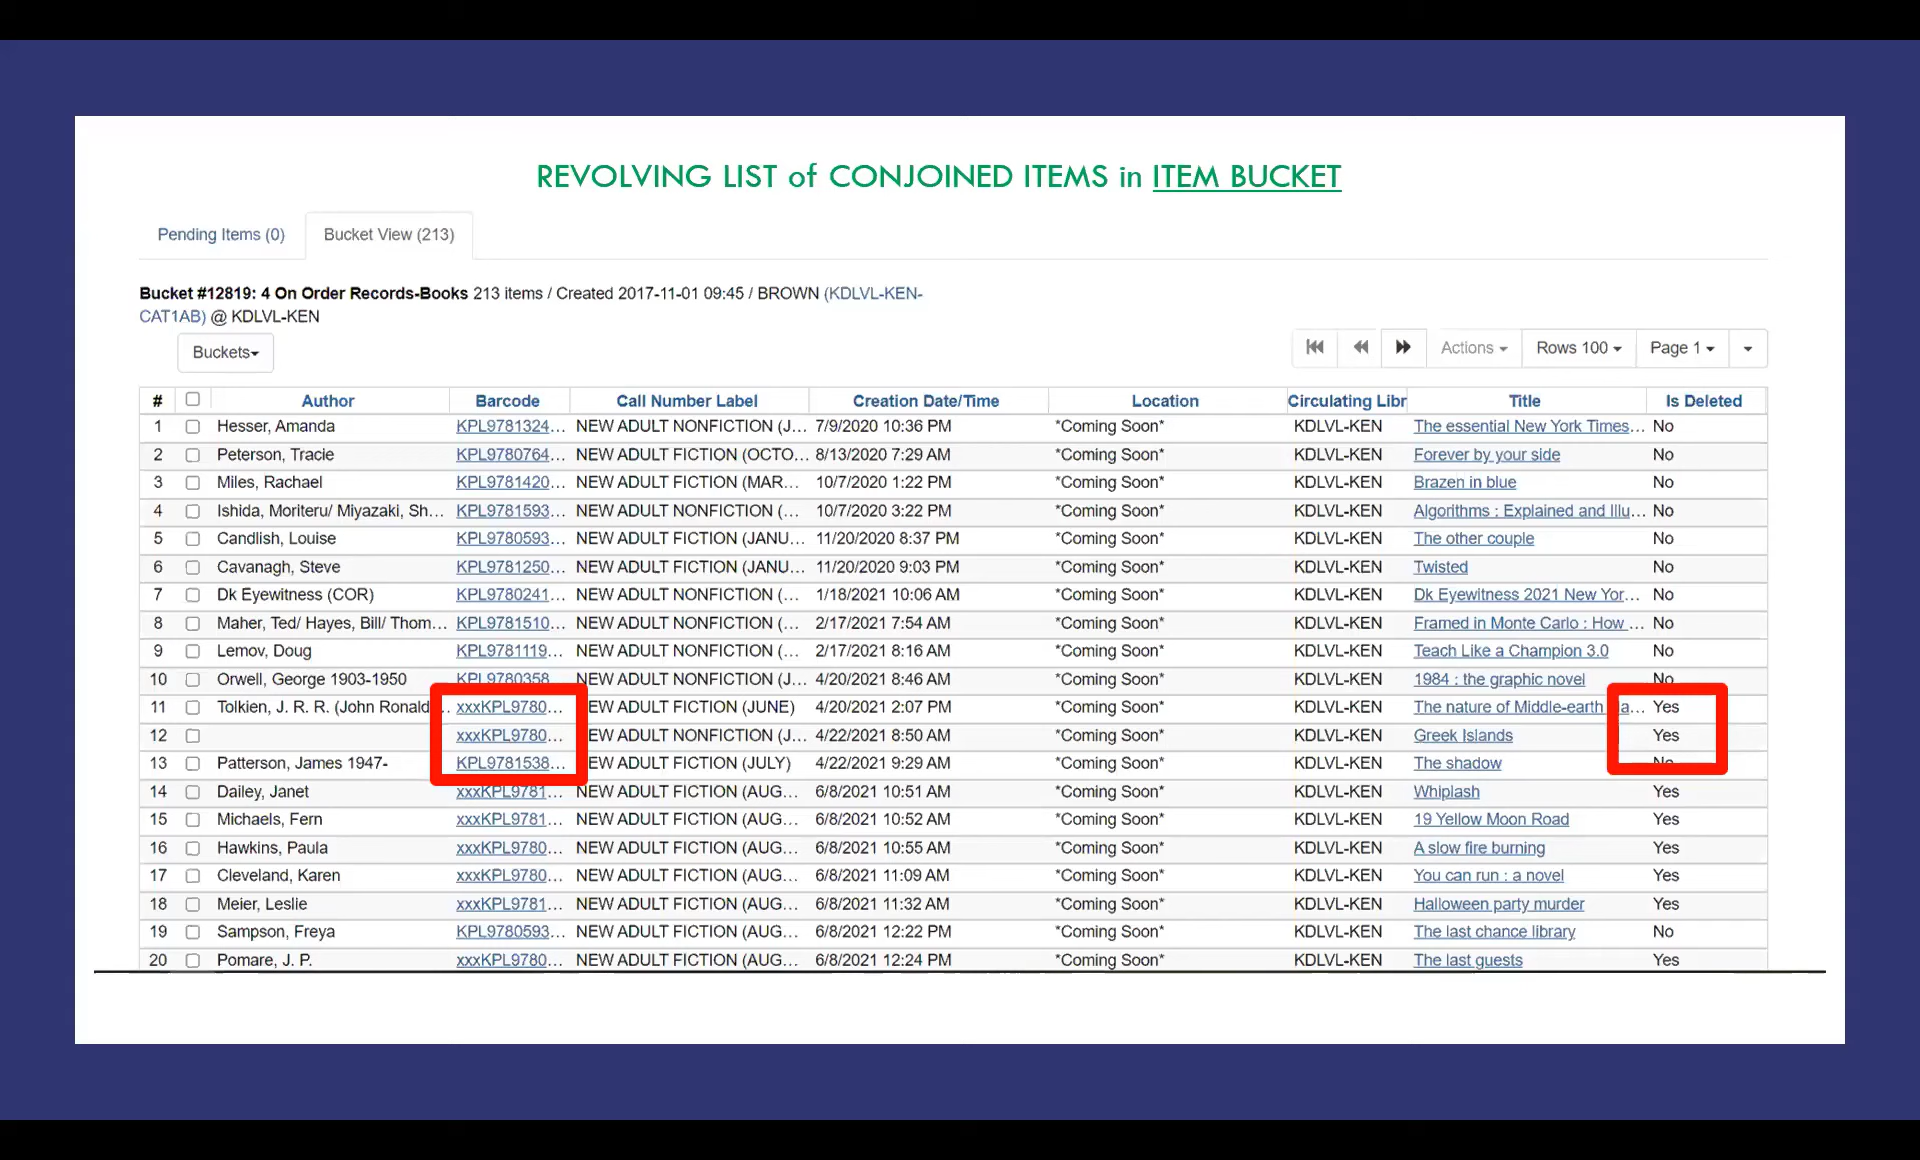 REVOLVING LIST of CONJOINED ITEMS in ITEM BUCKET
Pending Items (0) Bucket View (213)
Bucket #12819: 4 On Order Records-Books 213 items / Created 2017-11-01 09:45 / BROWN (KDLVL-KEN-
CAT1AB) @ KDLVL-KEN
Buckets Actions Rows 100 Page 1
# Author Barcode Call Number Label Creation Date/Time Location Circulating Libr Title Is Deleted
1 Hesser, Amanda KPL9781324... NEW ADULT NONFICTION (J... 7/9/2020 10:36 PM *Coming Soon* KDLVL-KEN The essential New York Times... No
2 Peterson, Tracie KPL9780764... NEW ADULT FICTION (OCTO... 8/13/2020 7:29 AM *Coming Soon* KDLVL-KEN Forever by your side No
3 Miles, Rachael KPL9781420... NEW ADULT FICTION (MAR... 10/7/2020 1:22 PM *Coming Soon* KDLVL-KEN Brazen in blue No
4 Ishida, Moriteru/ Miyazaki, Sh... KPL9781593... NEW ADULT NONFICTION (... 10/7/2020 3:22 PM *Coming Soon* KDLVL-KEN Algorithms : Explained and Illu... No
5 Candlish, Louise KPL9780593... NEW ADULT FICTION (JANU... 11/20/2020 8:37 PM *Coming Soon* KDLVL-KEN The other couple No
6 Cavanagh, Steve KPL9781250... NEW ADULT FICTION (JANU... 11/20/2020 9:03 PM *Coming Soon* KDLVL-KEN Twisted No
7 Dk Eyewitness (COR) KPL9780241... NEW ADULT NONFICTION (... 1/18/2021 10:06 AM *Coming Soon* KDLVL-KEN Dk Eyewitness 2021 New Yor... No
8 Maher, Ted/ Hayes, Bill/ Thom... KPL9781510... NEW ADULT NONFICTION (... 2/17/2021 7:54 AM *Coming Soon* KDLVL-KEN Framed in Monte Carlo : How ... No
9 Lemov, Doug KPL9781119... NEW ADULT NONFICTION (... 2/17/2021 8:16 AM *Coming Soon* KDLVL-KEN Teach Like a Champion 3.0 No
10 Orwell, George 1903-1950 KPL9780358 NEW ADULT NONFICTION (J... 4/20/2021 8:46 AM *Coming Soon* KDLVL-KEN 1984 : the graphic novel No
11 Tolkien, J. R. R. (John Ronald... xxxKPL9780... EW ADULT FICTION (JUNE) 4/20/2021 2:07 PM *Coming Soon* KDLVL-KEN The nature of Middle-earth a... Yes
12 xxxKPL9780... EW ADULT NONFICTION (J... 4/22/2021 8:50 AM *Coming Soon* KDLVL-KEN Greek Islands Yes
13 Patterson, James 1947- KPL9781538... EW ADULT FICTION (JULY) 4/22/2021 9:29 AM *Coming Soon* KDLVL-KEN The shadow No
14 Dailey, Janet xxxKPL9781... NEW ADULT FICTION (AUG... 6/8/2021 10:51 AM *Coming Soon* KDLVL-KEN Whiplash Yes
15 Michaels, Fern xxxKPL9781... NEW ADULT FICTION (AUG... 6/8/2021 10:52 AM *Coming Soon* KDLVL-KEN 19 Yellow Moon Road Yes
16 Hawkins, Paula xxxKPL9780... NEW ADULT FICTION (AUG... 6/8/2021 10:55 AM *Coming Soon* KDLVL-KEN A slow fire burning Yes
17 Cleveland, Karen xxxKPL9780... NEW ADULT FICTION (AUG... 6/8/2021 11:09 AM *Coming Soon* KDLVL-KEN You can run : a novel Yes
18 Meier, Leslie xxxKPL9781... NEW ADULT FICTION (AUG... 6/8/2021 11:32 AM *Coming Soon* KDLVL-KEN Halloween party murder Yes
19 Sampson, Freya KPL9780593... NEW ADULT FICTION (AUG... 6/8/2021 12:22 PM *Coming Soon* KDLVL-KEN The last chance library No
20 Pomare, J. P. xxxKPL9780... NEW ADULT FICTION (AUG... 6/8/2021 12:24 PM *Coming Soon* KDLVL-KEN The last guests Yes